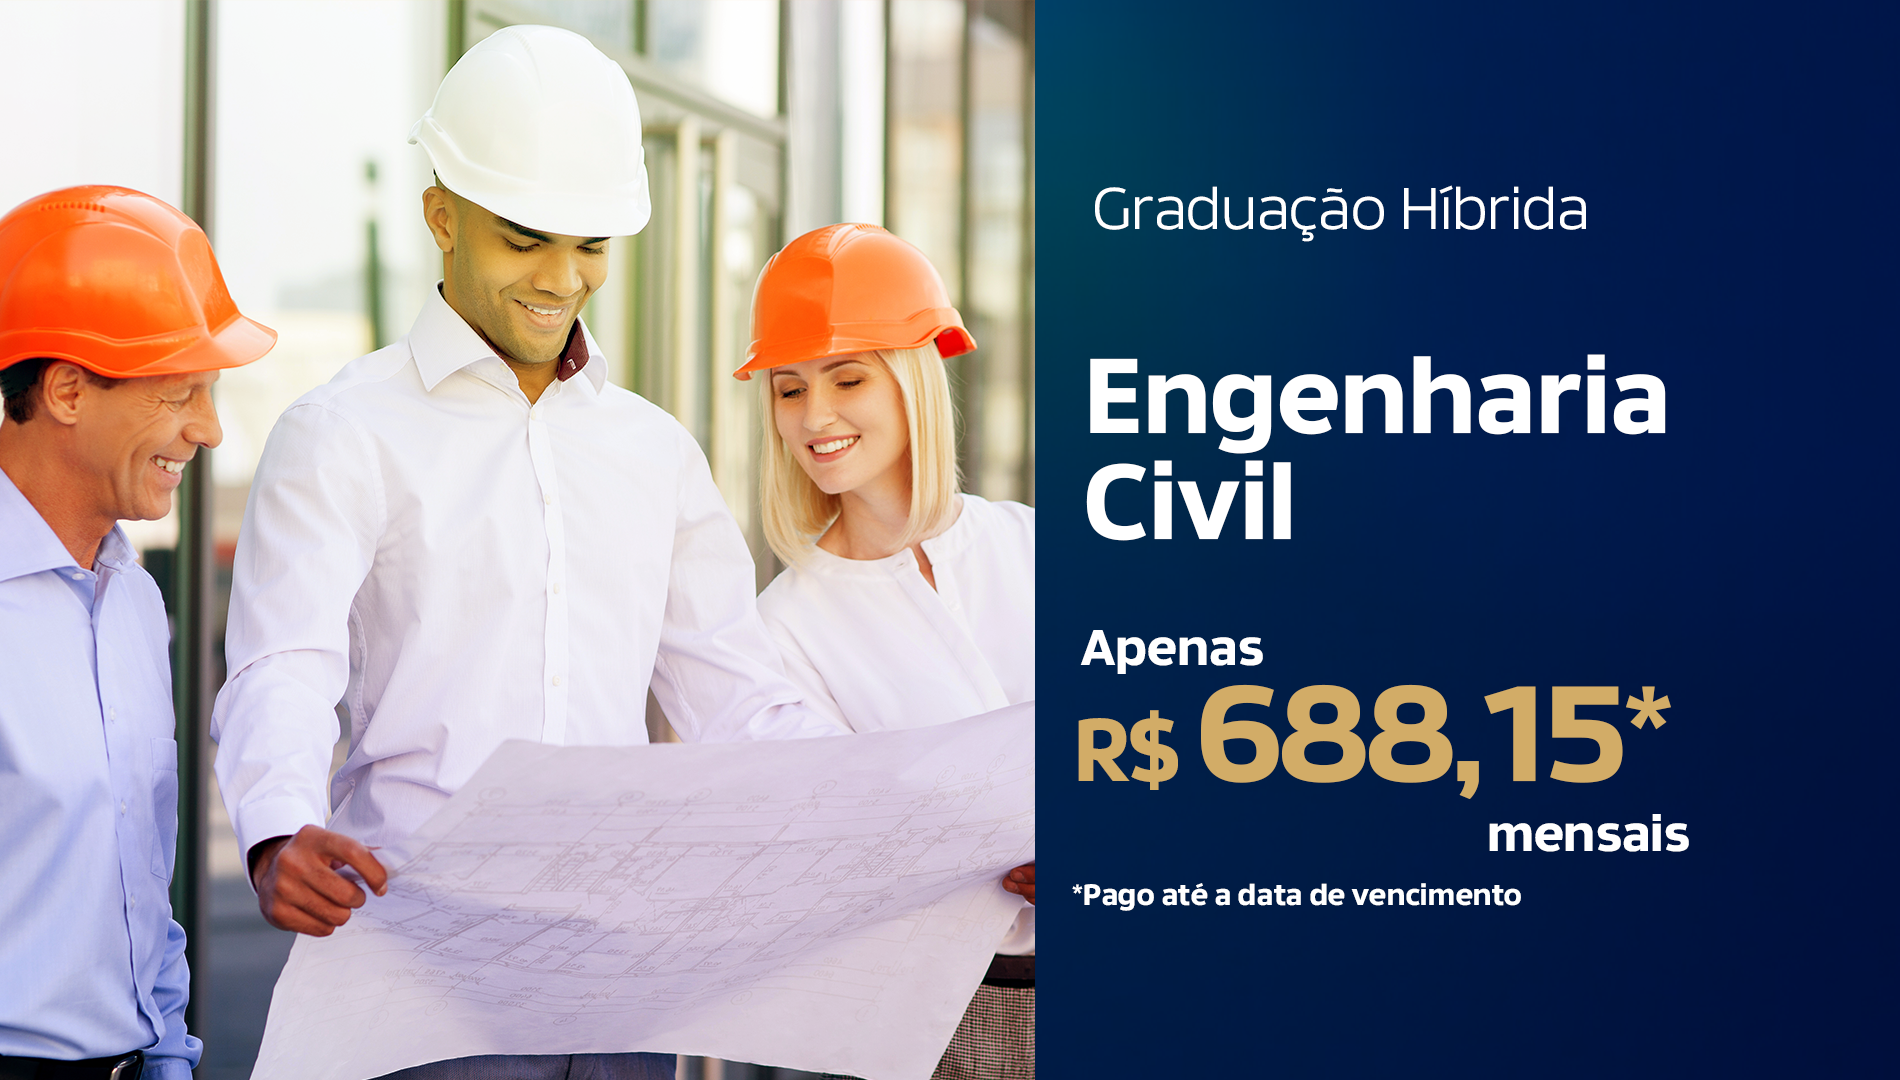 Graduação Híbrida
Engenharia
Civil
Apenas
R$ 688,15*
mensais
*Pago até a data de vencimento